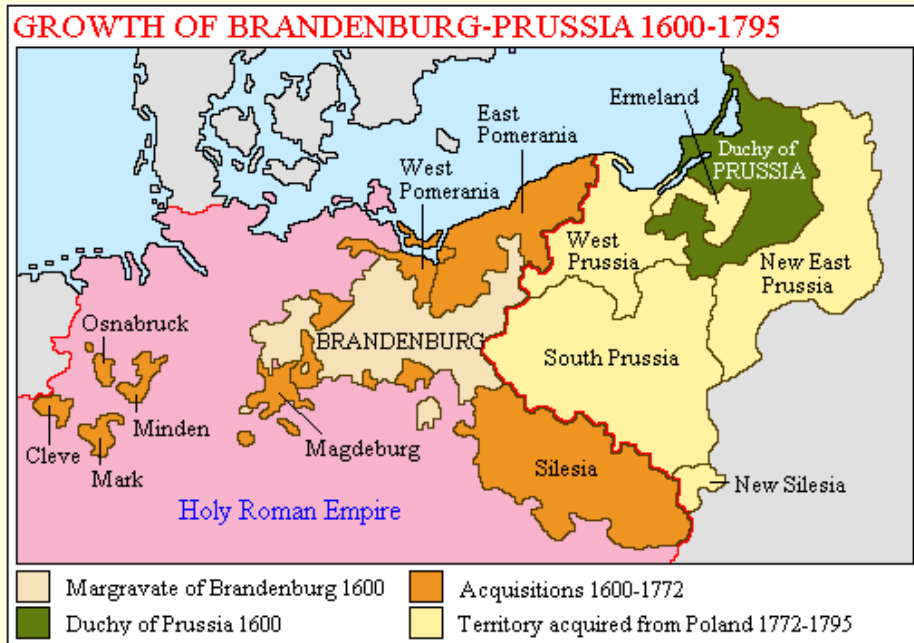 GROWTH OF BRANDENBURG-PRUSSIA 1600-1795
Ermeland
East
Pomerania
West
Pomerania
Duchy of
PRUSSIA
West
Prussia
New East
Prussia
Osnabruck
BRANDENBURG
South Prussia
Minden
Cleve
Mark
Magdeburg
Silesia
New Silesia
Holy Roman Empire
Margravate of Brandenburg 1600
Acquisitions 1600-1772
Duchy of Prussia 1600
Territory acquired from Poland 1772-1795